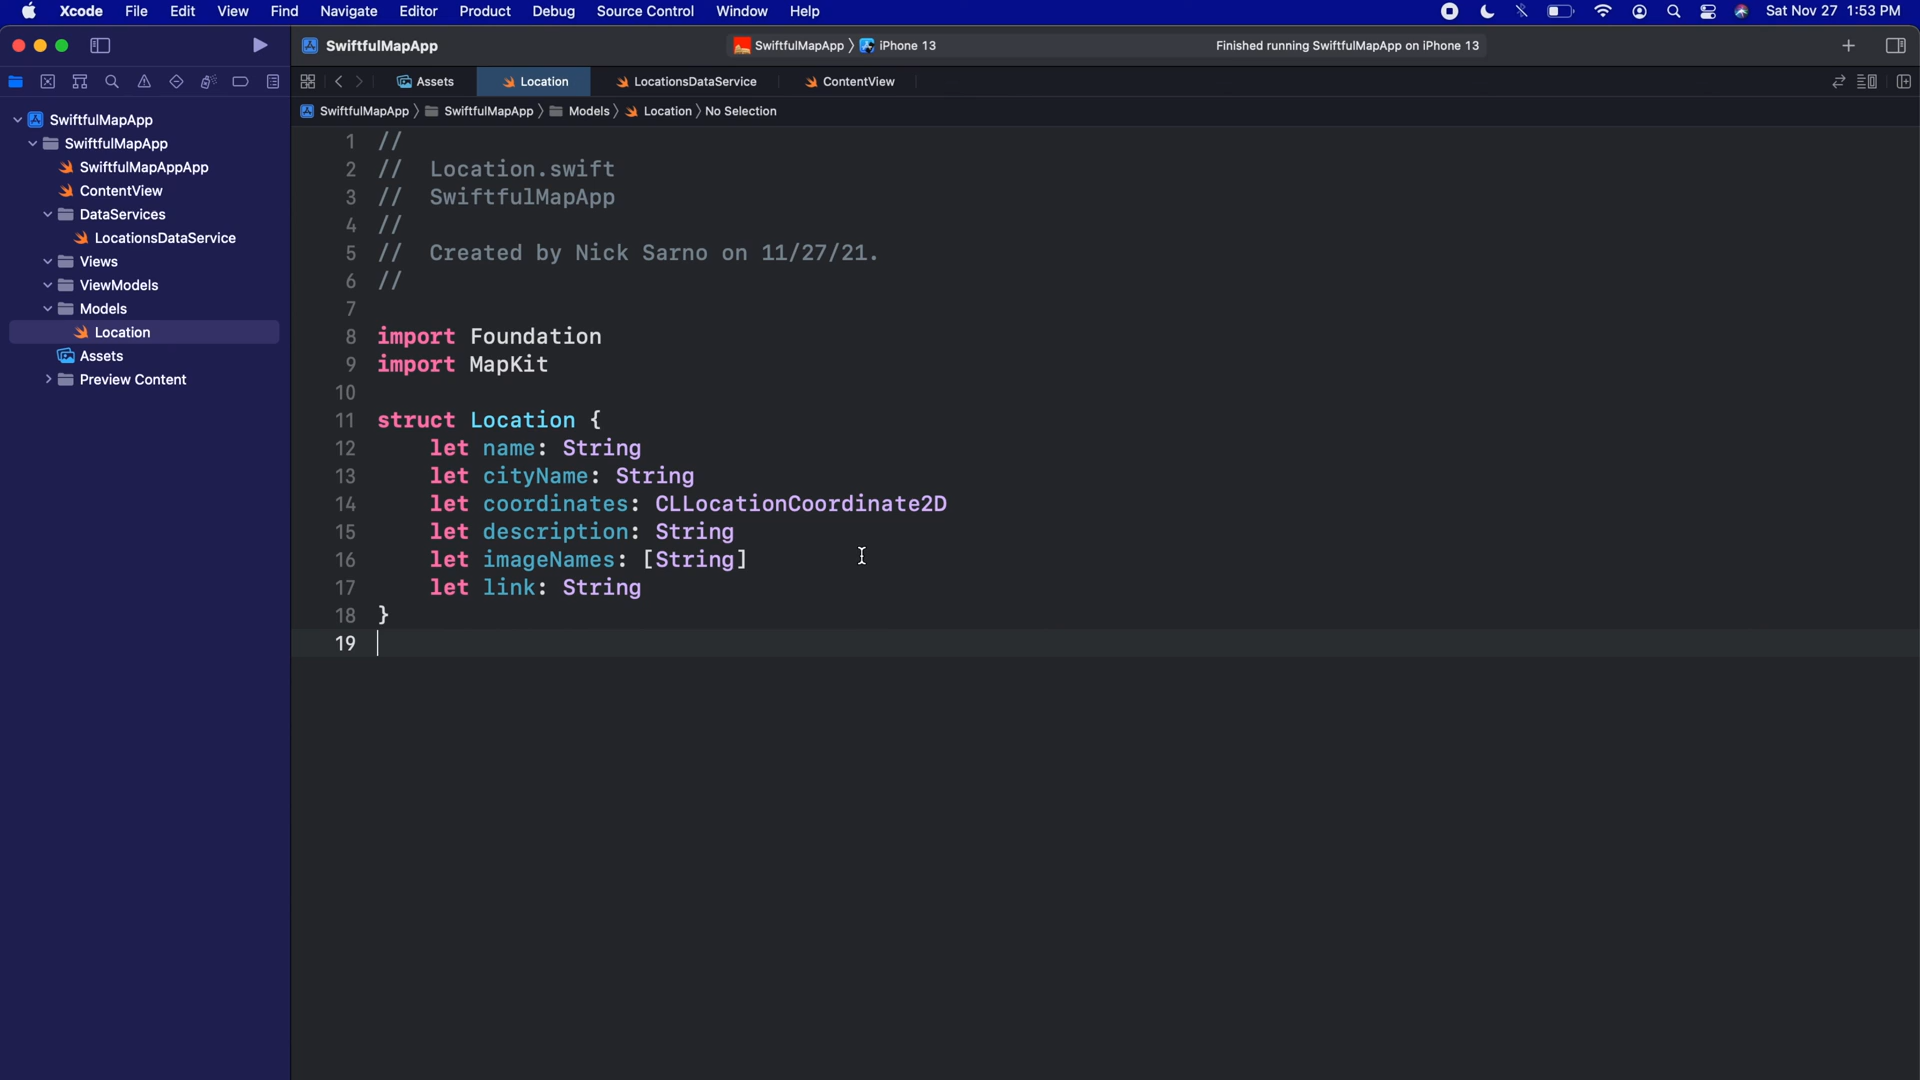 Xcode File Edit View Find Navigate Editor Product Debug Source Control Window Help Sat Nov 27 1:53 PM
SwiftfulMapApp SwiftfulMapApp iPhone 13 Finished running SwiftfulMapApp on iPhone 13
Assets Location LocationsDataService ContentView
SwiftfulMapApp SwiftfulMapApp Models Location No Selection
SwiftfulMapApp
SwiftfulMapApp
SwiftfulMapAppApp
ContentView
DataServices
LocationsDataService
Views
ViewModels
Models
Location
Assets
Preview Content
1 //
2 // Location.swift
3 // SwiftfulMapApp
4 //
5 // Created by Nick Sarno on 11/27/21.
6 //
7
8 import Foundation
9 import MapKit
10
11 struct Location {
12 let name: String
13 let cityName: String
14 let coordinates: CLLocationCoordinate2D
15 let description: String
16 let imageNames: [String]
17 let link: String
18 }
19